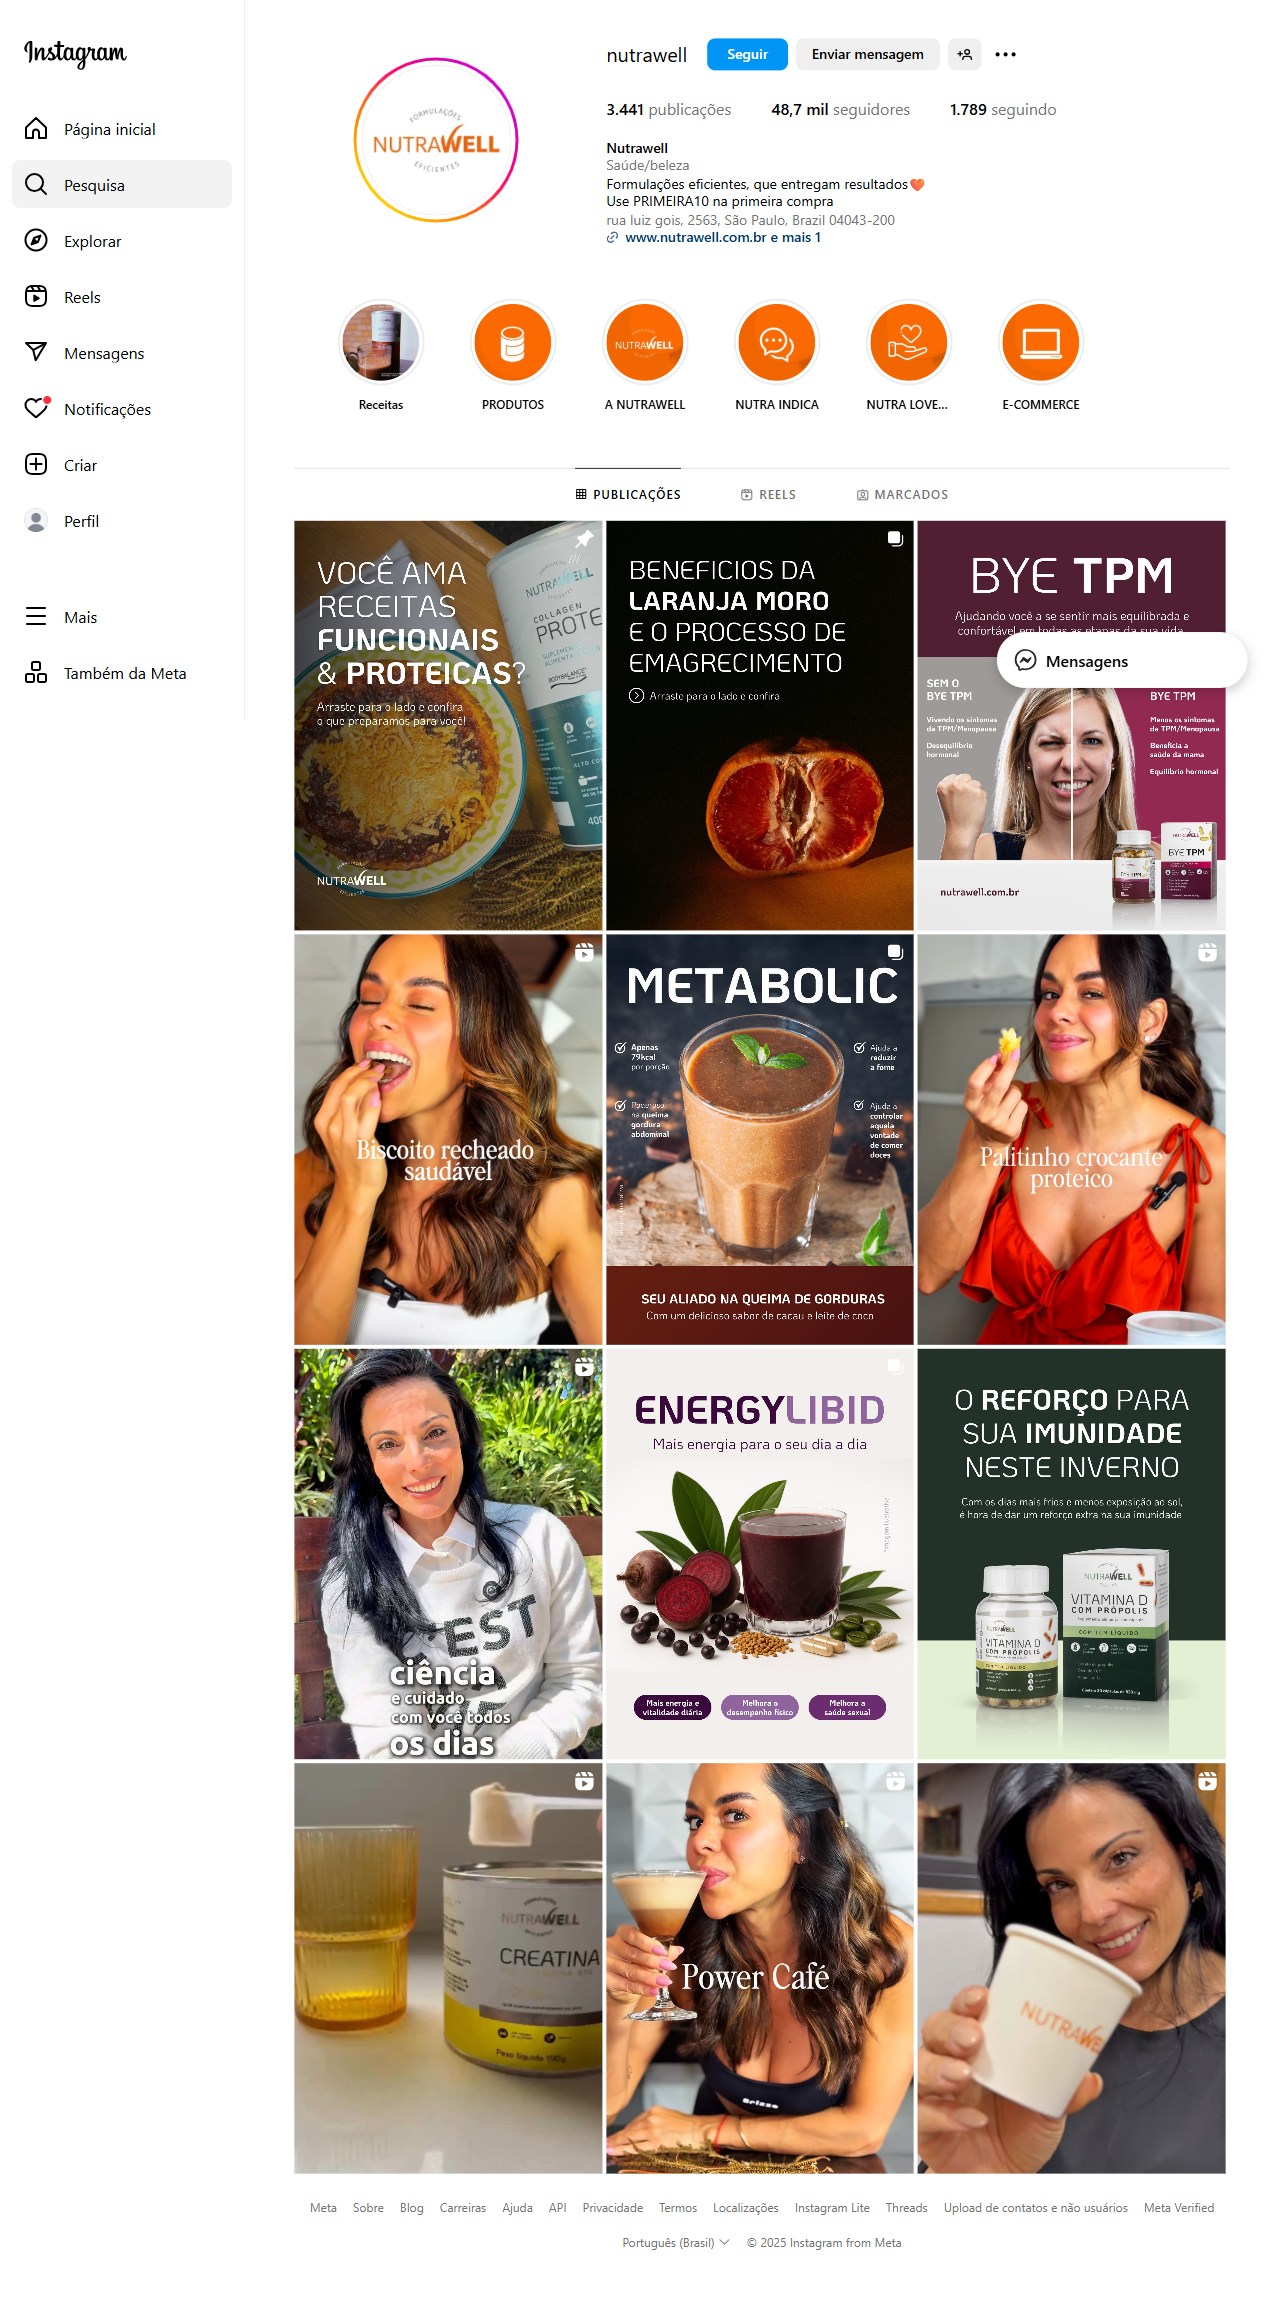 Instagram
Página inicial
Pesquisa
Explorar
Reels
Mensagens
Notificações
Criar
Perfil
Mais
Também da Meta
FORMULAÇÕES
NUTRAWELL
EFICIENTES
nutrawell
Seguir
Enviar mensagem
3.441 publicações
48,7 mil seguidores
1.789 seguindo
Nutrawell
Saúde/beleza
Formulações eficientes, que entregam resultados
Use PRIMEIRA10 na primeira compra
rua luiz gois, 2563, São Paulo, Brazil 04043-200
www.nutrawell.com.br e mais 1
NUTRAWELL
Receitas
PRODUTOS
A NUTRAWELL
NUTRA INDICA
NUTRA LOVE...
E-COMMERCE
PUBLICAÇÕES
REELS
MARCADOS
VOCÊ AMA
RECEITAS
FUNCIONAIS
& PROTEICAS?
Arraste para o lado e confira
o que preparamos para você!
NUTRAWELL
COLLAGEN
PROTE
BODYBALANCE
NUTRAWELL
BENEFICIOS DA
LARANJA MORO
E O PROCESSO DE
EMAGRECIMENTO
Arraste para o lado e confira
BYE TPM
Ajudando você a se sentir mais equilibrada e
confortável em todas as etapas da sua vida
Mensagens
SEM O
BYE TPM
Vivendo os sintomas
da TPM/Menopausa
Desequilíbrio
hormonal
BYE TPM
Menos os sintomas
da TPM/Menopausa
Beneficia a
saúde da mama
Equilíbrio hormonal
NUTRAWELL
BYE TPM
BYE TPM
nutrawell.com.br
Biscoito recheado
saudável
METABOLIC
Apenas
79kcal
por porção
Poderoso
na queima
gordura
abdominal
Ajuda a
reduzir
a fome
Ajuda a
controlar
aquela
vontade
de comer
doces
SEU ALIADO NA QUEIMA DE GORDURAS
Com um delicioso sabor de cacau e leite de coco
Palitinho crocante
proteico
EST
ciência
e cuidado
com você todos
os dias
ENERGYLIBID
Mais energia para o seu dia a dia
Mais energia e
vitalidade diária
Melhora o
desempenho físico
Melhora a
saúde sexual
O REFORÇO PARA
SUA IMUNIDADE
NESTE INVERNO
Com os dias mais frios e menos exposição ao sol,
é hora de dar um reforço extra na sua imunidade
NUTRAWELL
VITAMINA D
COM PRÓPOLIS
COM TCM LÍQUIDO
NUTRAWELL
VITAMINA D
COM PRÓPOLIS
NUTRAWELL
CREATINA
Peso líquido 190g
Power Café
NUTRAWE
Meta
Sobre
Blog
Carreiras
Ajuda
API
Privacidade
Termos
Localizações
Instagram Lite
Threads
Upload de contatos e não usuários
Meta Verified
Português (Brasil)
© 2025 Instagram from Meta